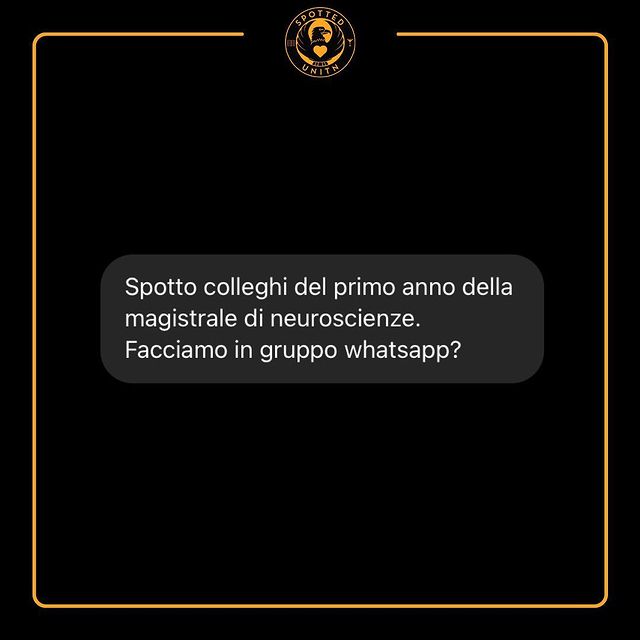 SPOTTED
UNITN
Spotto colleghi del primo anno della
magistrale di neuroscienze.
Facciamo in gruppo whatsapp?